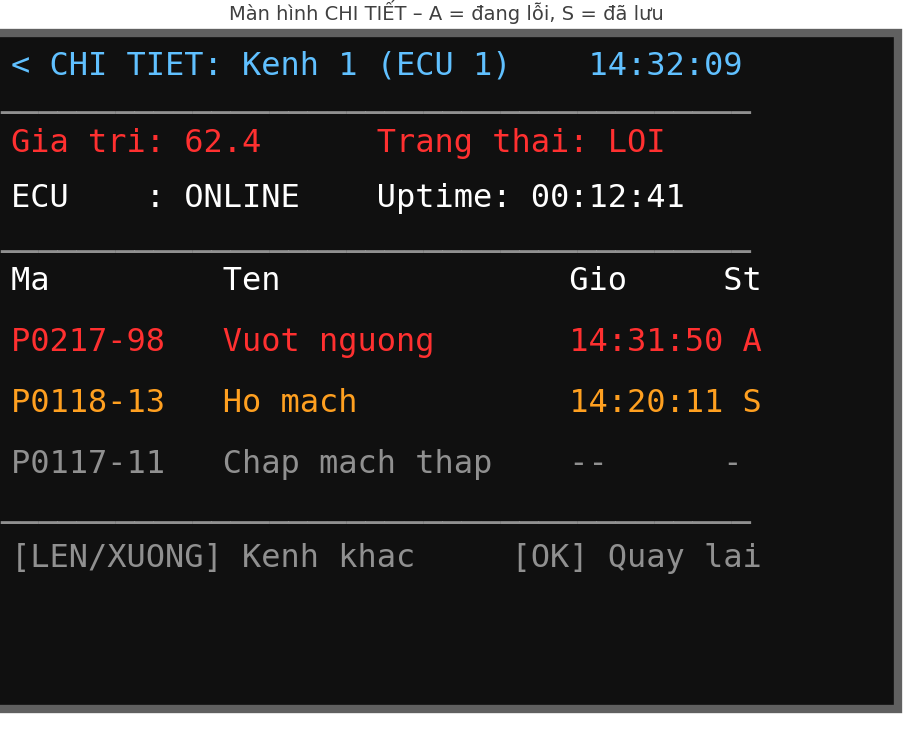 Màn hình CHI TIẾT – A = đang lỗi, S = đã lưu
< CHI TIET: Kenh 1 (ECU 1) 14:32:09
Gia tri: 62.4 Trang thai: LOI
ECU : ONLINE Uptime: 00:12:41
Ma Ten Gio St
P0217-98 Vuot nguong 14:31:50 A
P0118-13 Ho mach 14:20:11 S
P0117-11 Chap mach thap -- -
[LEN/XUONG] Kenh khac [OK] Quay lai